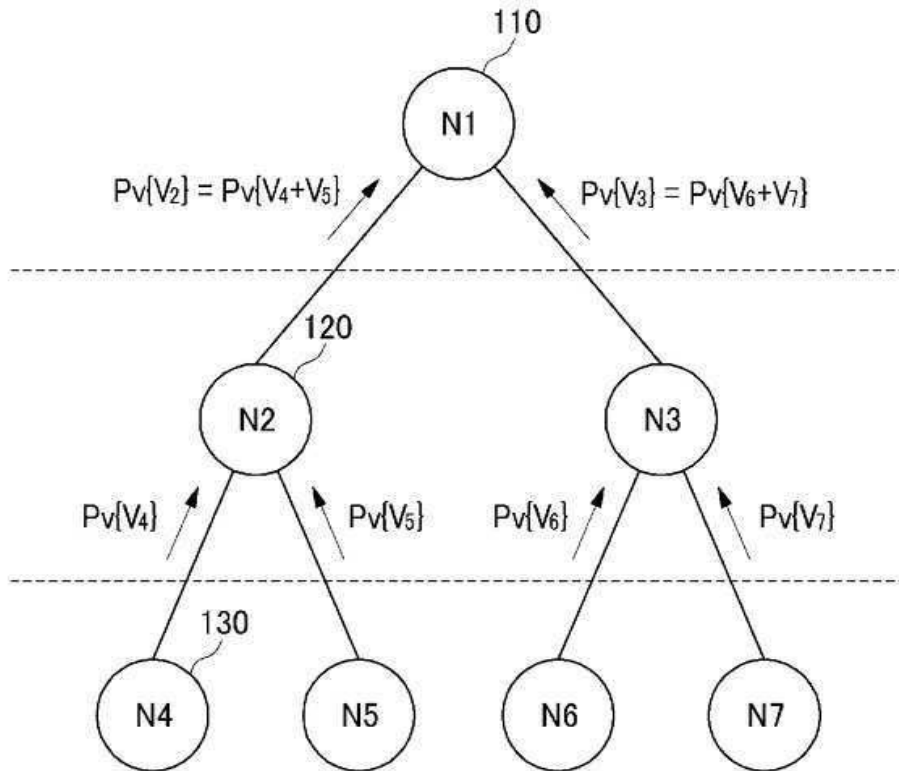 110
N1
Pv{V₂} = Pv{V₄+V₅}
Pv{V₃} = Pv{V₆+V₇}
120
N2
N3
Pv{V₄}
Pv{V₅}
Pv{V₆}
Pv{V₇}
130
N4
N5
N6
N7